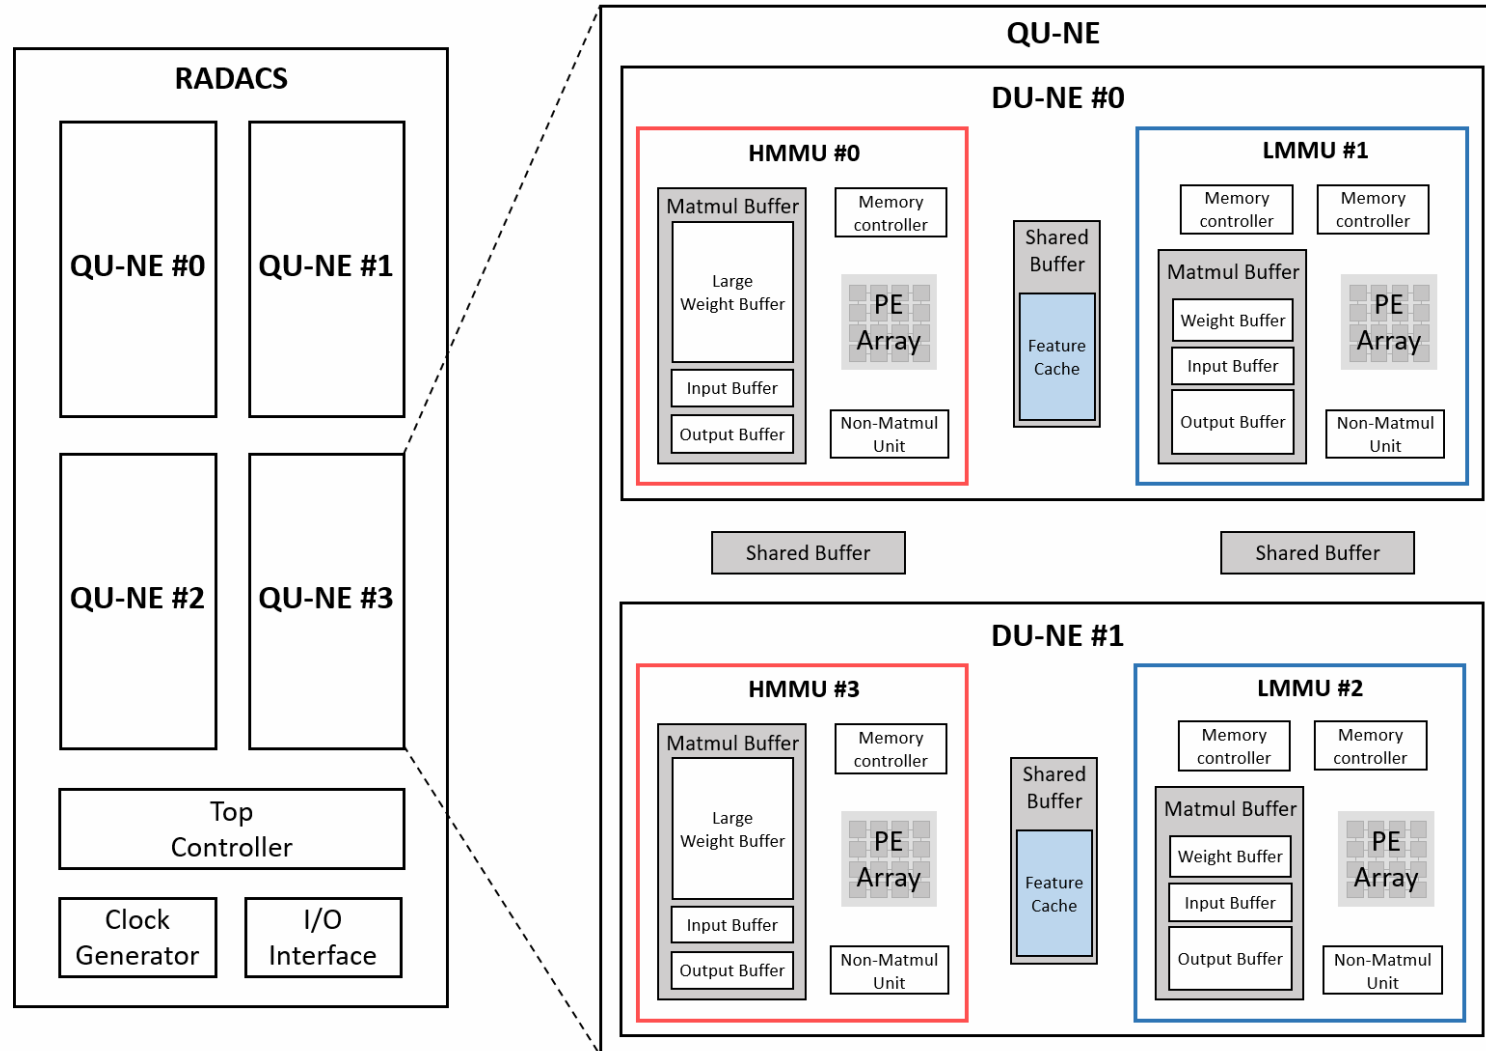 RADACS
QU-NE #0
QU-NE #1
QU-NE #2
QU-NE #3
Top
Controller
Clock
Generator
I/O
Interface
QU-NE
DU-NE #0
HMMU #0
Matmul Buffer
Large
Weight Buffer
Input Buffer
Output Buffer
Memory
controller
PE
Array
Non-Matmul
Unit
Shared
Buffer
Feature
Cache
LMMU #1
Memory
controller
Memory
controller
Matmul Buffer
Weight Buffer
Input Buffer
Output Buffer
PE
Array
Non-Matmul
Unit
Shared Buffer
Shared Buffer
DU-NE #1
HMMU #3
Matmul Buffer
Large
Weight Buffer
Input Buffer
Output Buffer
Memory
controller
PE
Array
Non-Matmul
Unit
Shared
Buffer
Feature
Cache
LMMU #2
Memory
controller
Memory
controller
Matmul Buffer
Weight Buffer
Input Buffer
Output Buffer
PE
Array
Non-Matmul
Unit